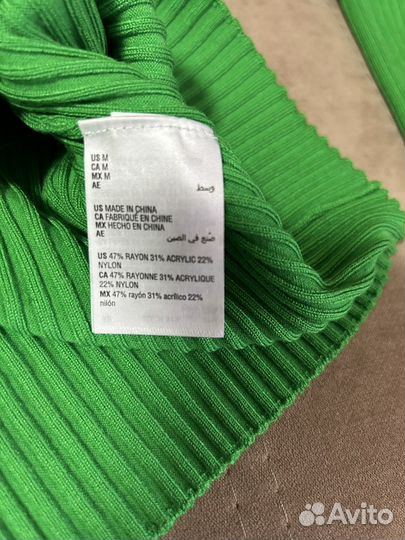 US M
CA M
MX M
AE وسط
US MADE IN CHINA
CA FABRIQUÉ EN CHINE
MX HECHO EN CHINA
AE صنع في الصين
US 47% RAYON 31% ACRYLIC 22%
NYLON
CA 47% RAYONNE 31% ACRYLIQUE
22% NYLON
MX 47% rayón 31% acrílico 22%
nilón
Avito